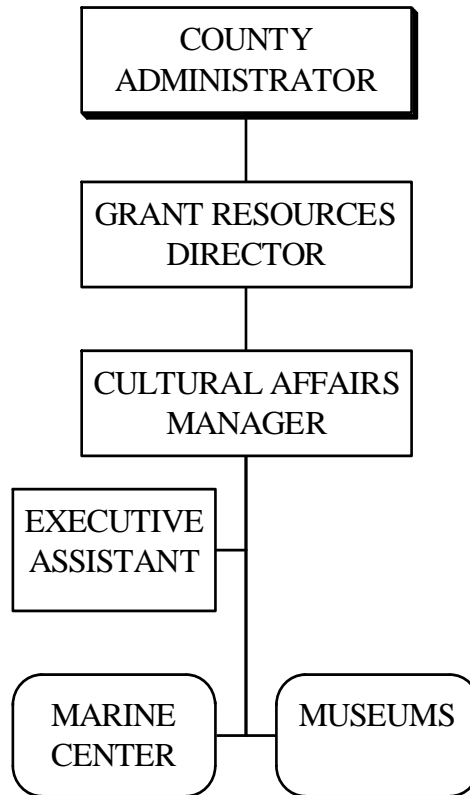 COUNTY
ADMINISTRATOR
GRANT RESOURCES
DIRECTOR
CULTURAL AFFAIRS
MANAGER
EXECUTIVE
ASSISTANT
MARINE
CENTER
MUSEUMS